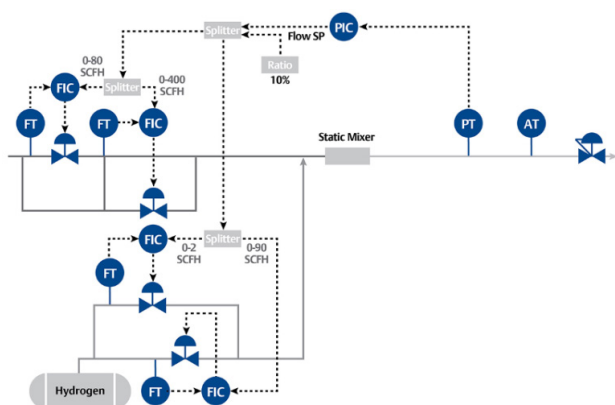 Splitter
Flow SP
PIC
0-80
SCFH
0-400
SCFH
Ratio
10%
FIC
Splitter
FT
FT
FIC
Static Mixer
PT
AT
FIC
0-2
SCFH
Splitter
0-90
SCFH
FT
Hydrogen
FT
FIC